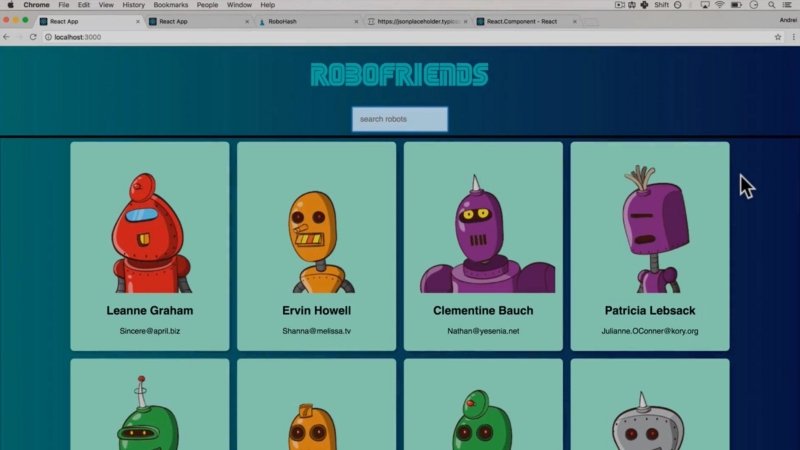 Chrome File Edit View History Bookmarks People Window Help
Shift
React App
React App
RoboHash
https://jsonplaceholder.typico
React.Component - React
Andrei
localhost:3000
ROBOFRIENDS
search robots
Leanne Graham
Ervin Howell
Clementine Bauch
Patricia Lebsack
Sincere@april.biz
Shanna@melissa.tv
Nathan@yesenia.net
Julianne.OConner@kory.org